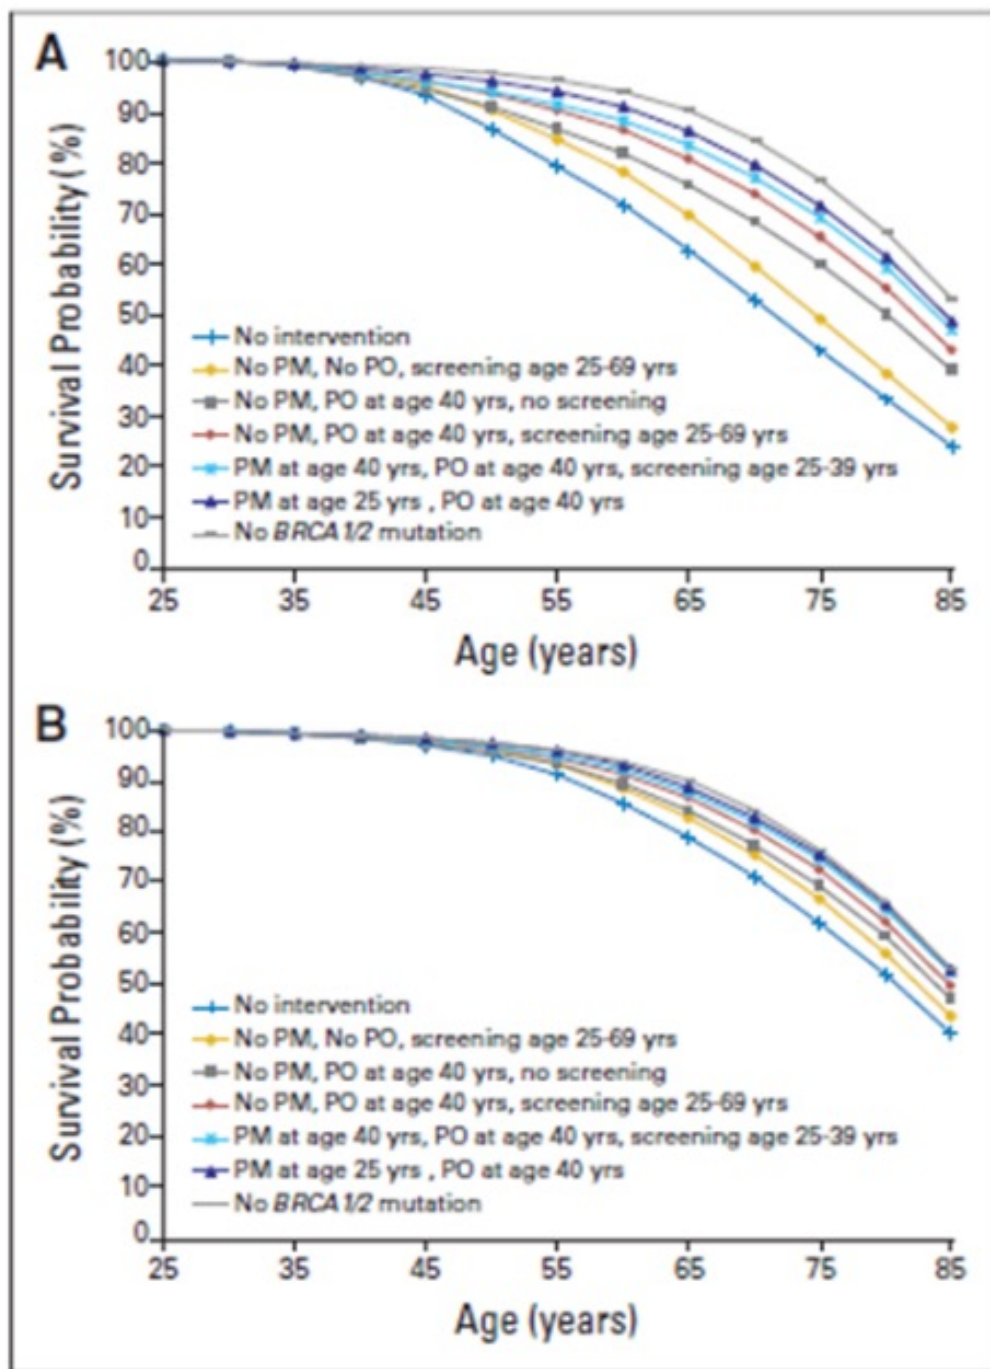 A
100
90
80
70
60
50
40
30
20
10
0
Survival Probability (%)
No intervention
No PM, No PO, screening age 25-69 yrs
No PM, PO at age 40 yrs, no screening
No PM, PO at age 40 yrs, screening age 25-69 yrs
PM at age 40 yrs, PO at age 40 yrs, screening age 25-39 yrs
PM at age 25 yrs , PO at age 40 yrs
No BRCA1/2 mutation
25 35 45 55 65 75 85
Age (years)
B
100
90
80
70
60
50
40
30
20
10
0
Survival Probability (%)
No intervention
No PM, No PO, screening age 25-69 yrs
No PM, PO at age 40 yrs, no screening
No PM, PO at age 40 yrs, screening age 25-69 yrs
PM at age 40 yrs, PO at age 40 yrs, screening age 25-39 yrs
PM at age 25 yrs , PO at age 40 yrs
No BRCA1/2 mutation
25 35 45 55 65 75 85
Age (years)